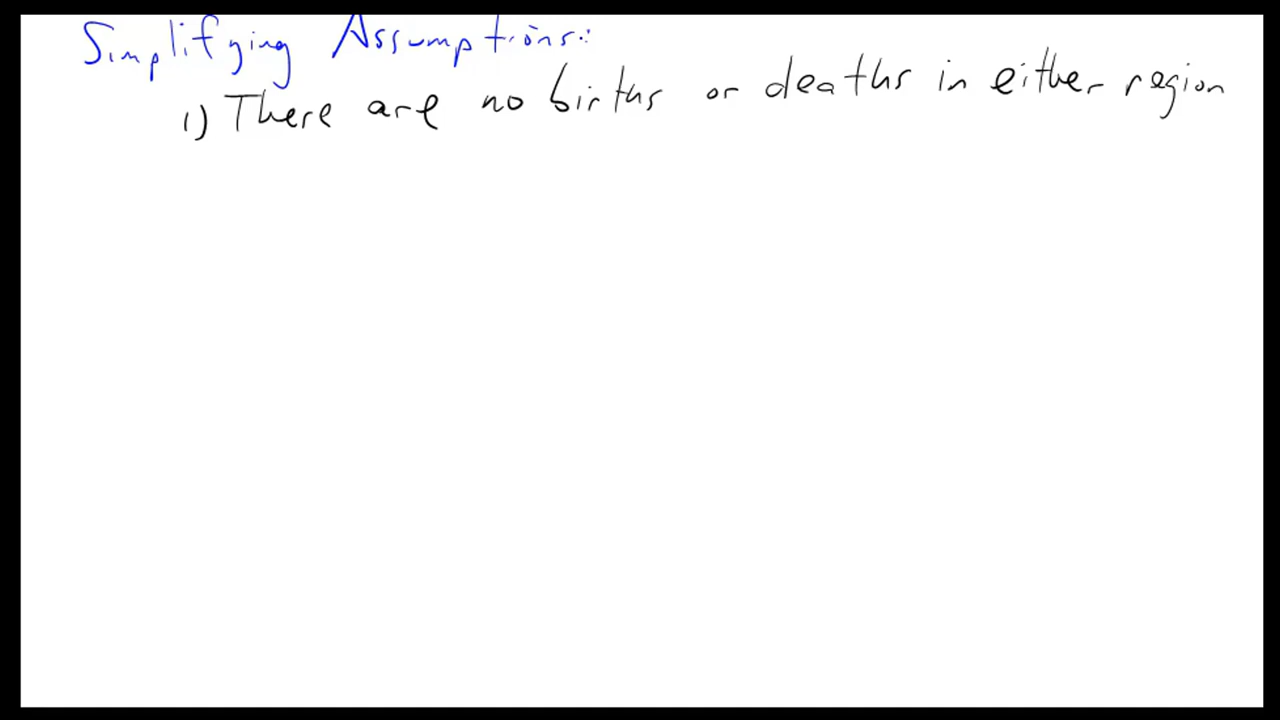 Simplifying Assumptions:
1) There are no births or deaths in either region